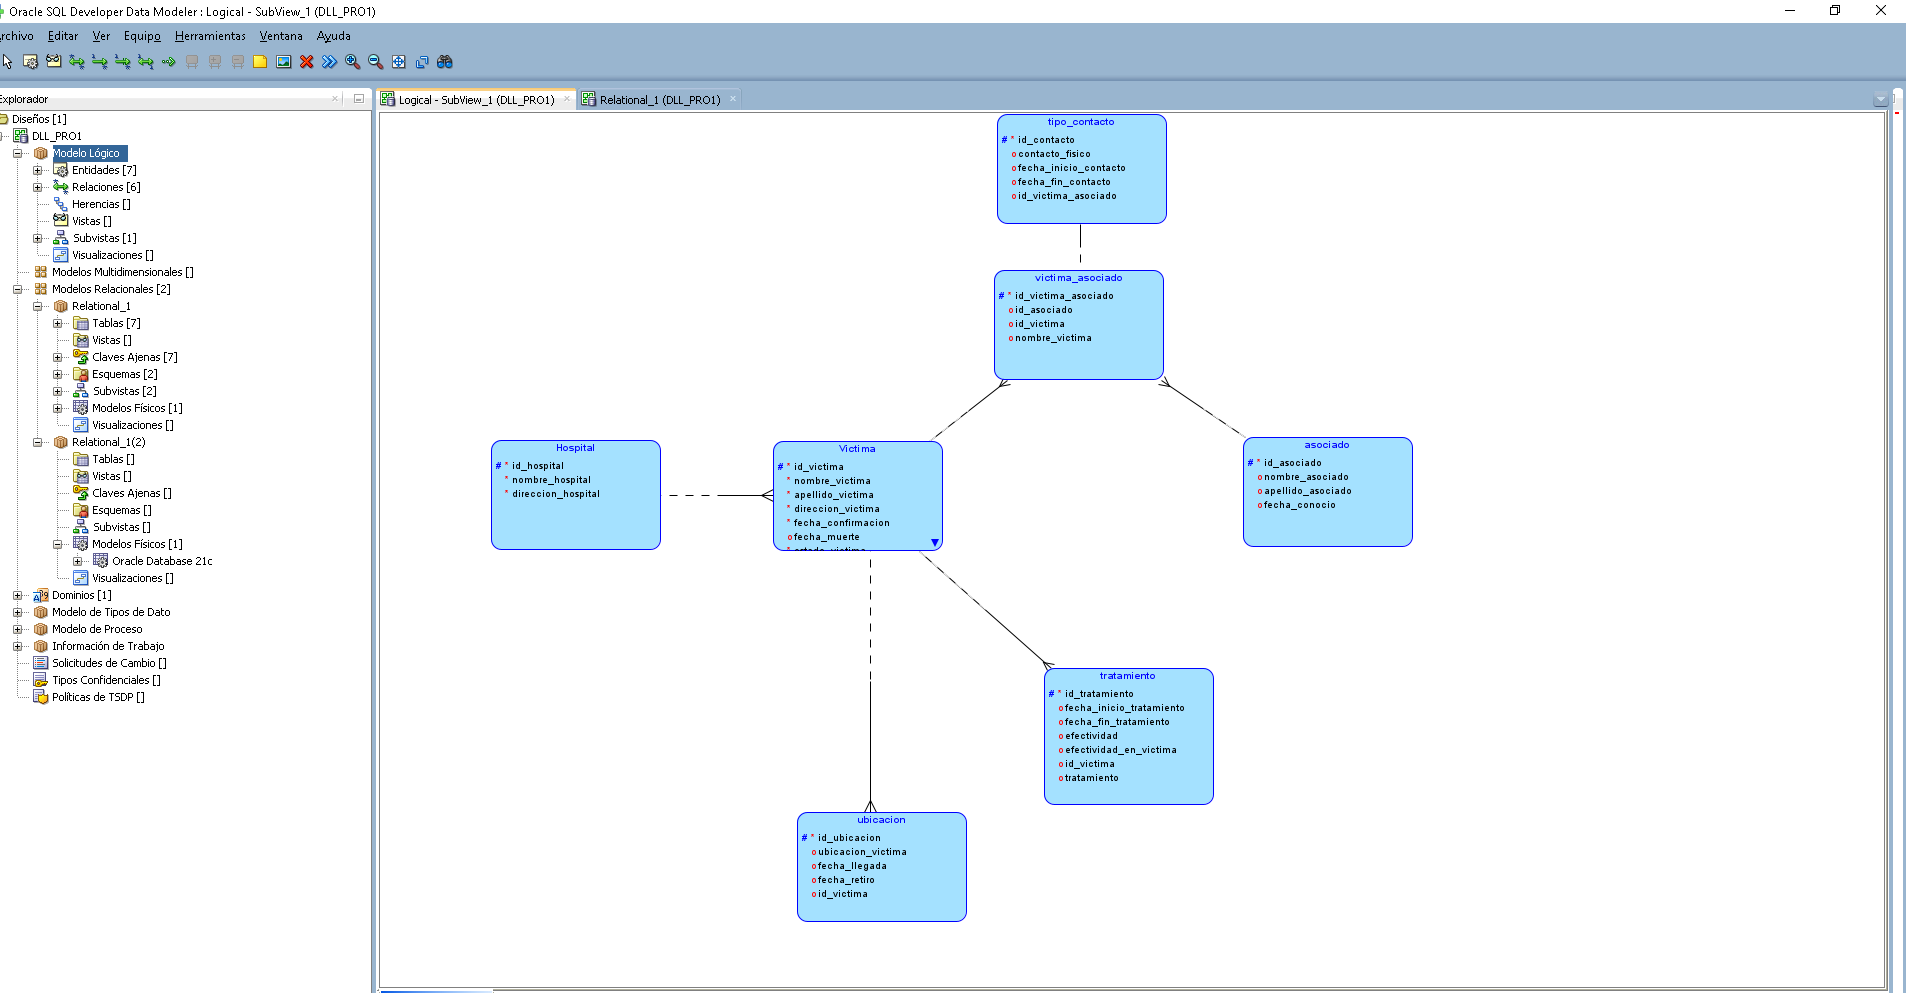 Oracle SQL Developer Data Modeler : Logical - SubView_1 (DLL_PRO1)
rchivo Editar Ver Equipo Herramientas Ventana Ayuda
Explorador
Diseños [1]
DLL_PRO1
Modelo Lógico
Entidades [7]
Relaciones [6]
Herencias []
Vistas []
Subvistas [1]
Visualizaciones []
Modelos Multidimensionales []
Modelos Relacionales [2]
Relational_1
Tablas [7]
Vistas []
Claves Ajenas [7]
Esquemas [2]
Subvistas [2]
Modelos Físicos [1]
Visualizaciones []
Relational_1(2)
Tablas []
Vistas []
Claves Ajenas []
Esquemas []
Subvistas []
Modelos Físicos [1]
Oracle Database 21c
Visualizaciones []
Dominios [1]
Modelo de Tipos de Dato
Modelo de Proceso
Información de Trabajo
Solicitudes de Cambio []
Tipos Confidenciales []
Políticas de TSDP []
Logical - SubView_1 (DLL_PRO1)
Relational_1 (DLL_PRO1)
tipo_contacto
# * id_contacto
o contacto_fisico
o fecha_inicio_contacto
o fecha_fin_contacto
o id_victima_asociado
victima_asociado
# * id_victima_asociado
o id_asociado
o id_victima
o nombre_victima
Hospital
# * id_hospital
* nombre_hospital
* direccion_hospital
Victima
# * id_victima
* nombre_victima
* apellido_victima
* direccion_victima
* fecha_confirmacion
o fecha_muerte
* estado_victima
asociado
# * id_asociado
o nombre_asociado
o apellido_asociado
o fecha_conocio
tratamiento
# * id_tratamiento
o fecha_inicio_tratamiento
o fecha_fin_tratamiento
o efectividad
o efectividad_en_victima
o id_victima
o tratamiento
ubicacion
# * id_ubicacion
o ubicacion_victima
o fecha_llegada
o fecha_retiro
o id_victima